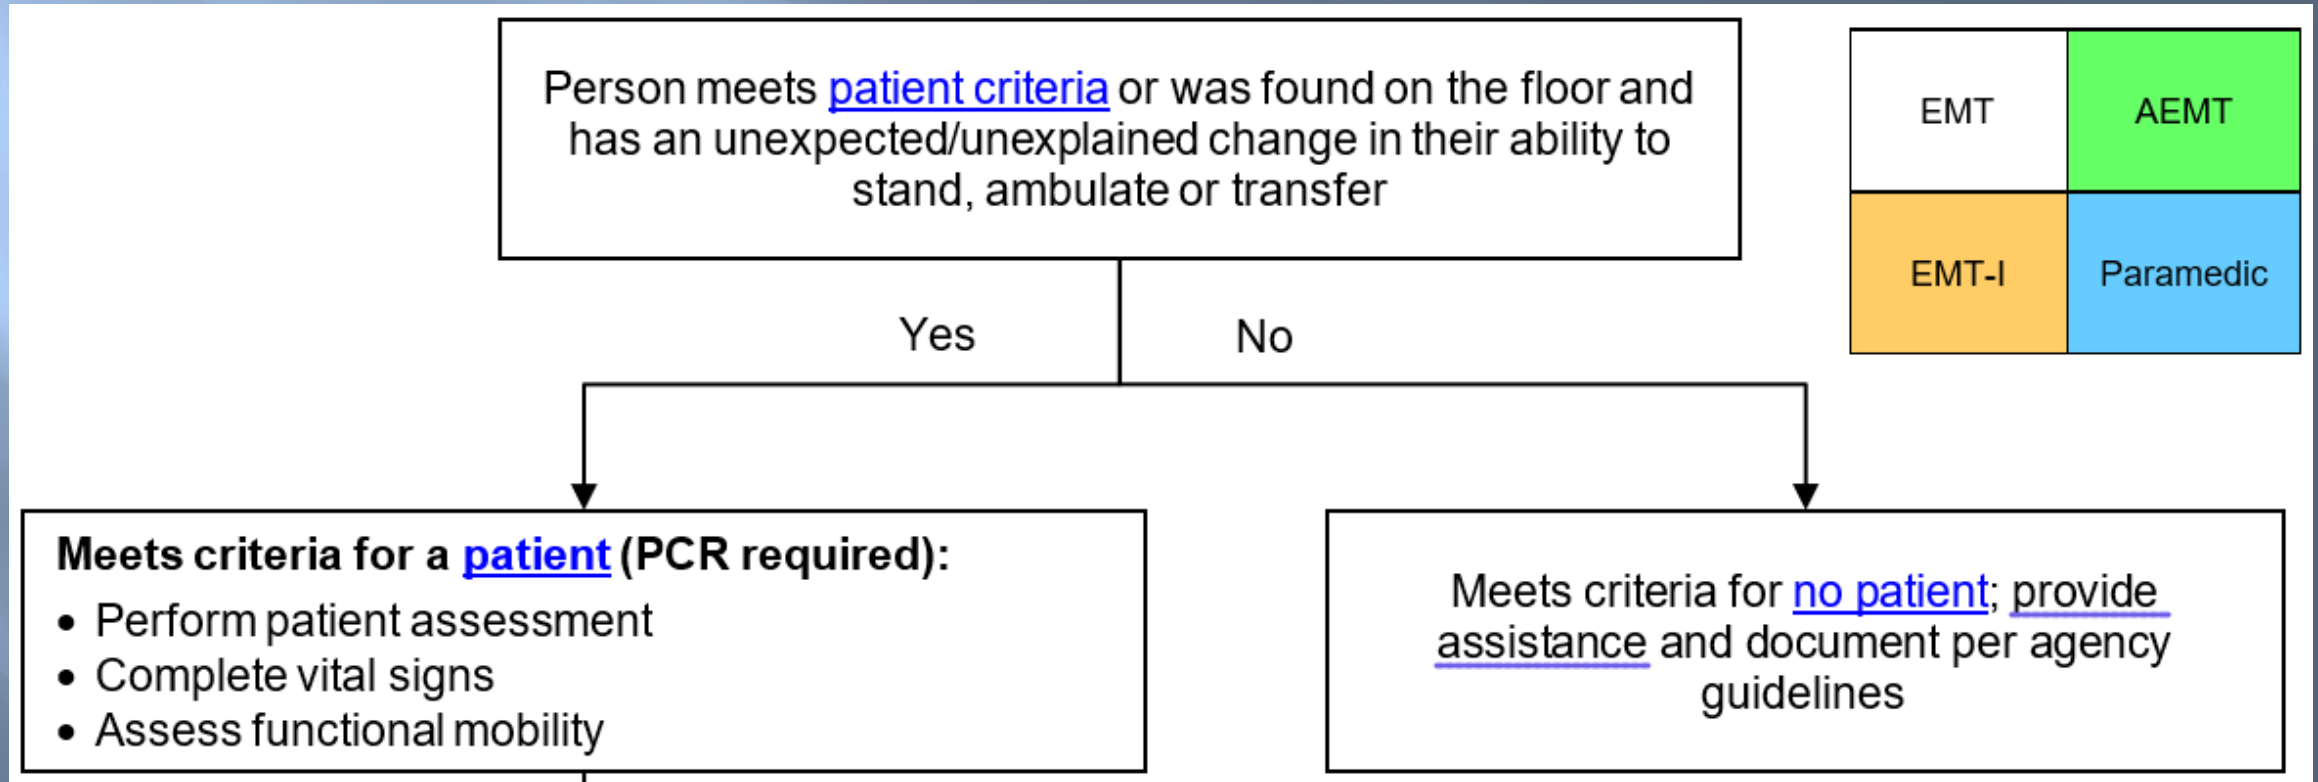 Person meets patient criteria or was found on the floor and
has an unexpected/unexplained change in their ability to
stand, ambulate or transfer
EMT
AEMT
EMT-I
Paramedic
Yes
No
Meets criteria for a patient (PCR required):
• Perform patient assessment
• Complete vital signs
• Assess functional mobility
Meets criteria for no patient; provide
assistance and document per agency
guidelines